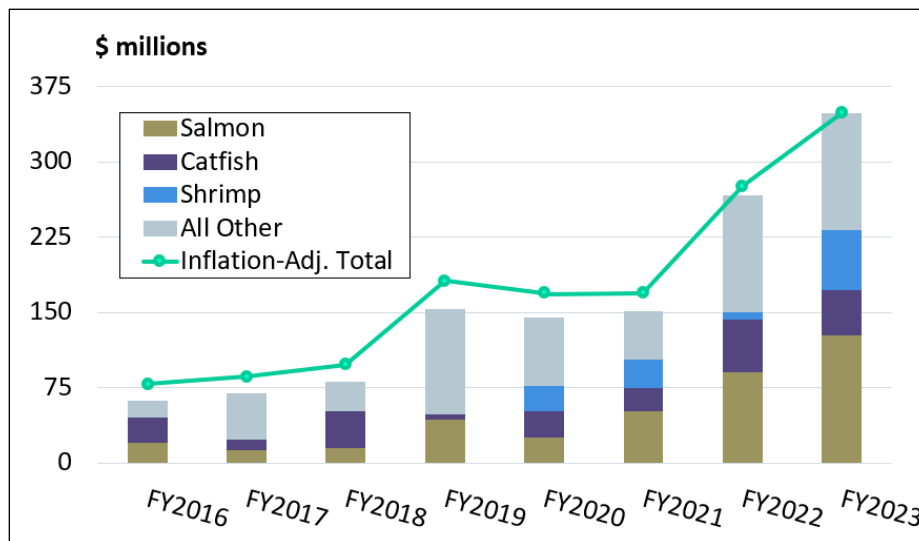 $ millions
375
300
225
150
75
0
Salmon
Catfish
Shrimp
All Other
Inflation-Adj. Total
FY2016
FY2017
FY2018
FY2019
FY2020
FY2021
FY2022
FY2023